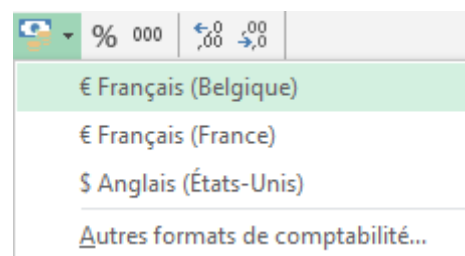 % 000 ←0 ,00 ,00 →,0
€ Français (Belgique)
€ Français (France)
$ Anglais (États-Unis)
Autres formats de comptabilité...